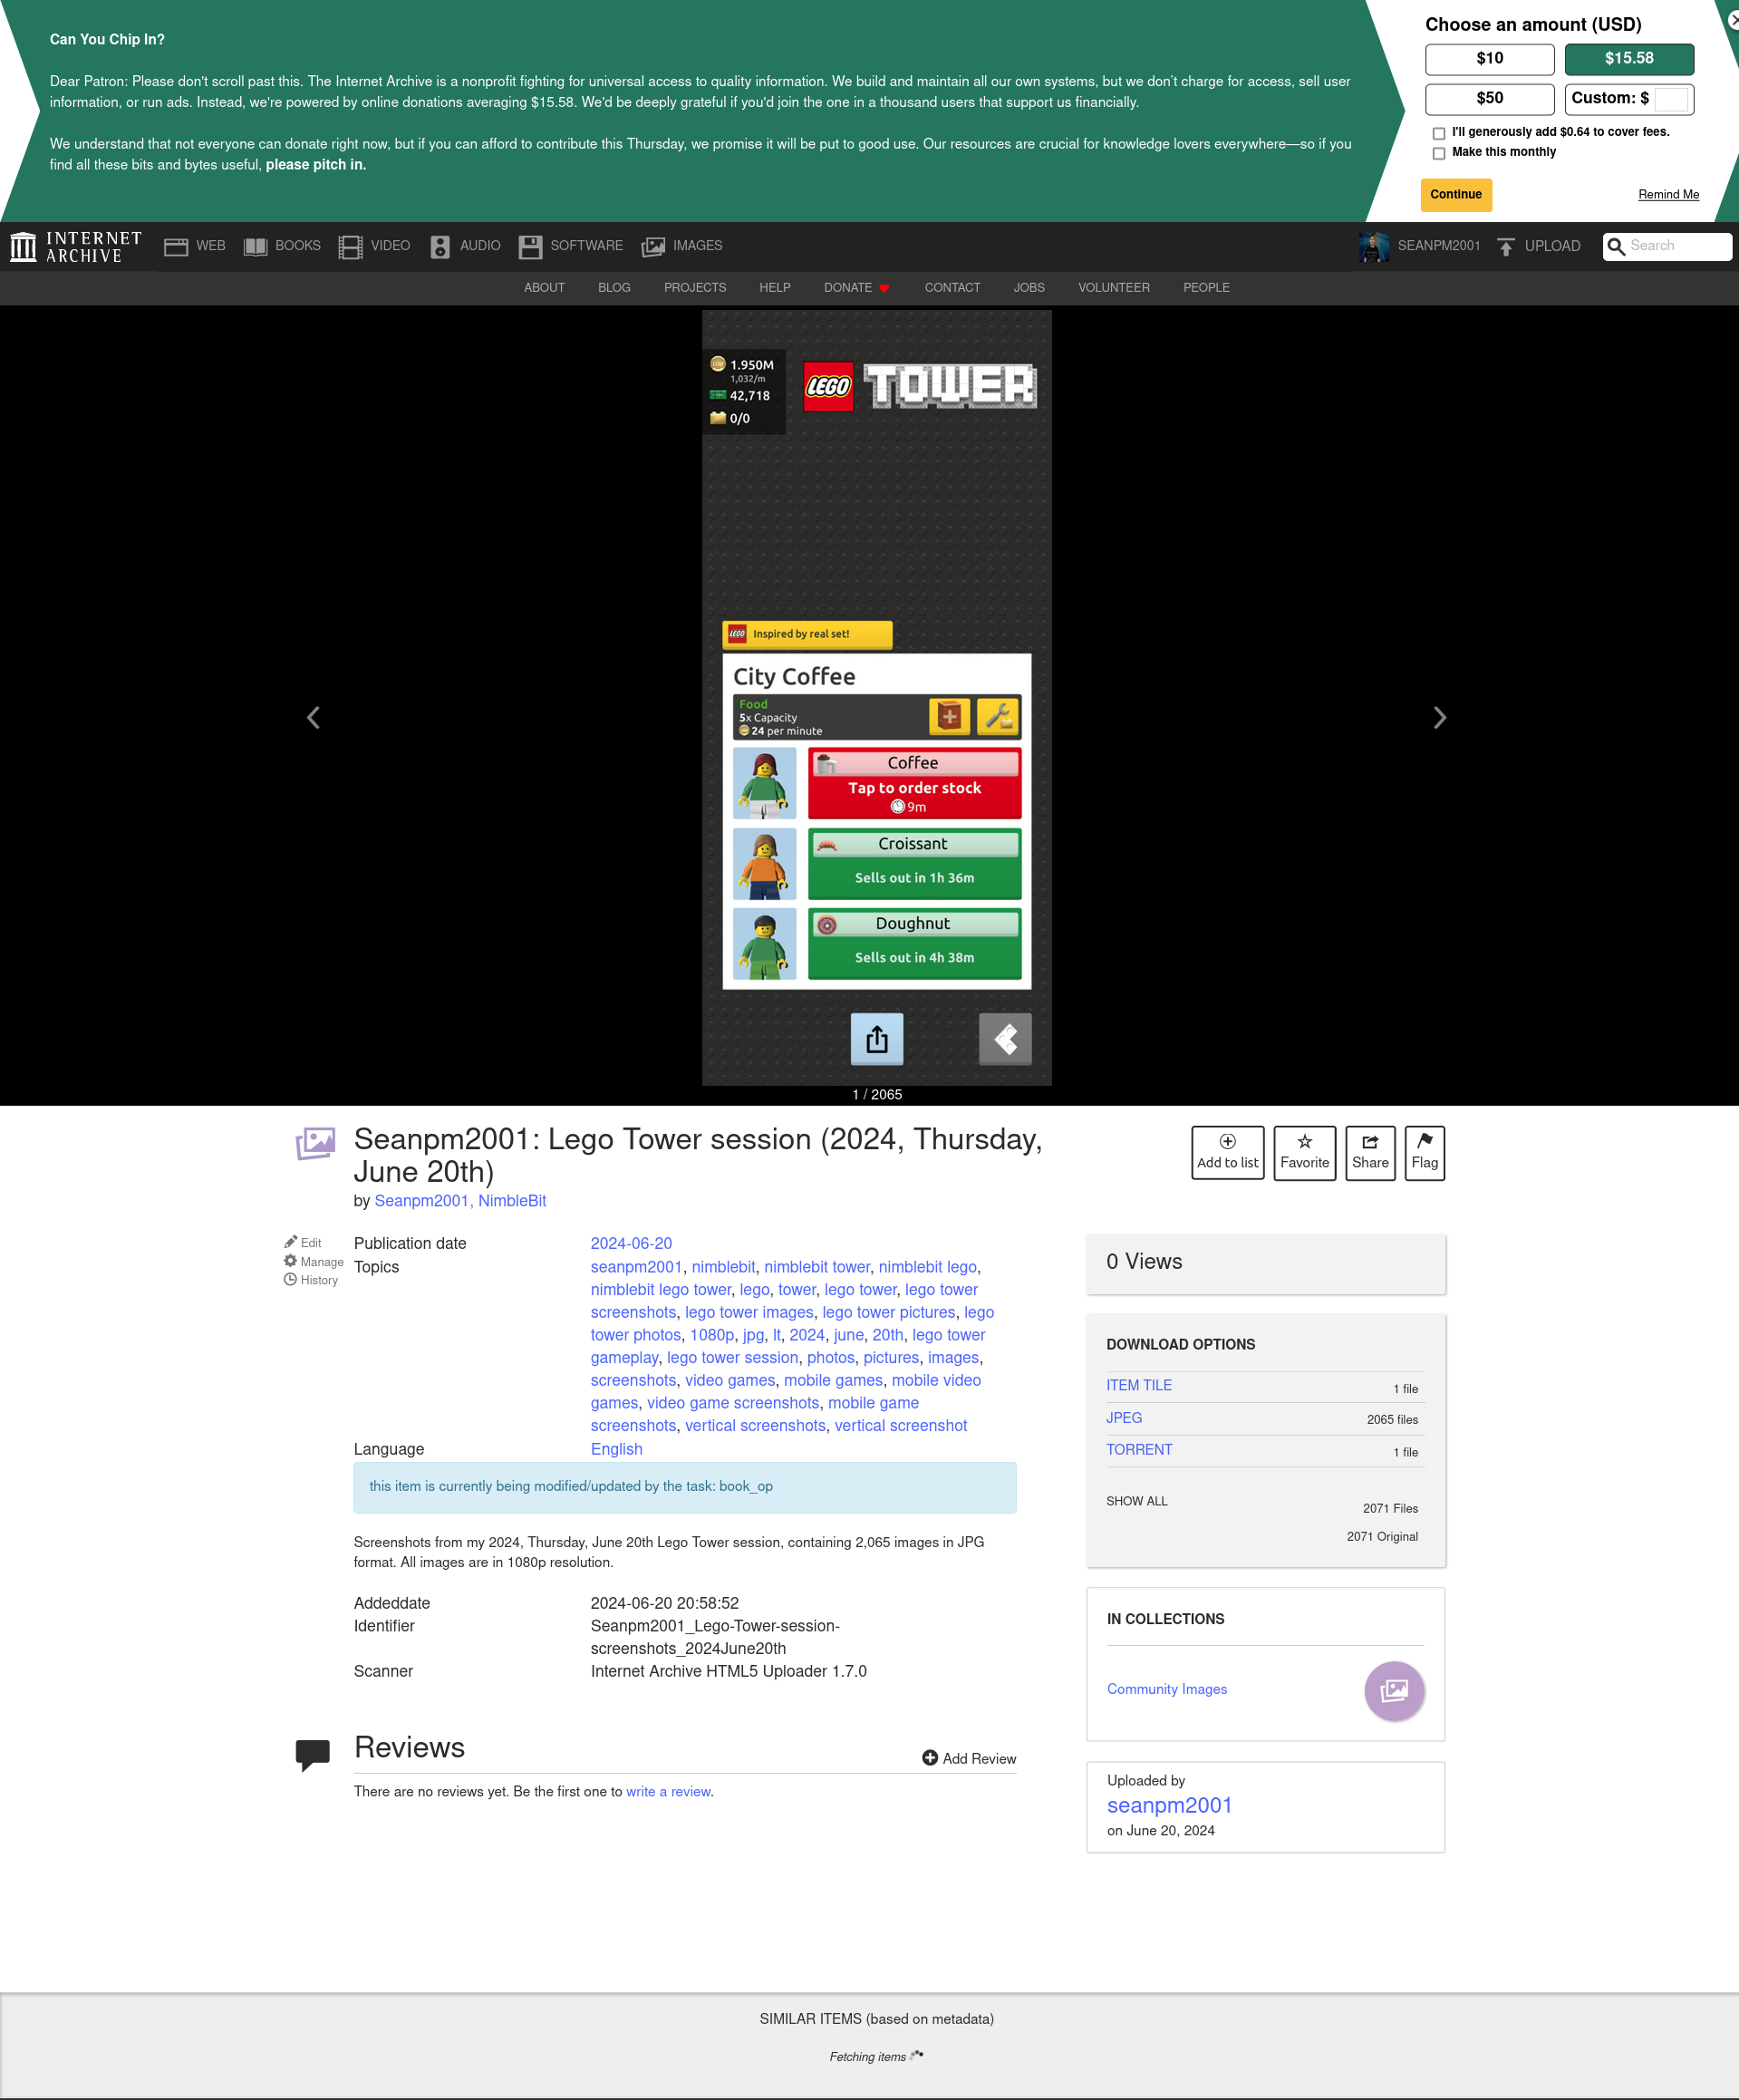 Can You Chip In?
Dear Patron: Please don't scroll past this. The Internet Archive is a nonprofit fighting for universal access to quality information. We build and maintain all our own systems, but we don’t charge for access, sell user
information, or run ads. Instead, we're powered by online donations averaging $15.58. We'd be deeply grateful if you'd join the one in a thousand users that support us financially.
We understand that not everyone can donate right now, but if you can afford to contribute this Thursday, we promise it will be put to good use. Our resources are crucial for knowledge lovers everywhere—so if you
find all these bits and bytes useful, please pitch in.
Choose an amount (USD)
$10
$15.58
$50
Custom: $
I'll generously add $0.64 to cover fees.
Make this monthly
Continue
Remind Me
INTERNET
ARCHIVE
WEB
BOOKS
VIDEO
AUDIO
SOFTWARE
IMAGES
SEANPM2001
UPLOAD
Search
ABOUT
BLOG
PROJECTS
HELP
DONATE
CONTACT
JOBS
VOLUNTEER
PEOPLE
1.950M
1,032/m
42,718
0/0
LEGO
TOWER
LEGO
Inspired by real set!
City Coffee
Food
5x Capacity
24 per minute
Coffee
Tap to order stock
9m
Croissant
Sells out in 1h 36m
Doughnut
Sells out in 4h 38m
1 / 2065
Seanpm2001: Lego Tower session (2024, Thursday,
June 20th)
by Seanpm2001, NimbleBit
Add to list
Favorite
Share
Flag
Edit
Manage
History
Publication date
2024-06-20
Topics
seanpm2001, nimblebit, nimblebit tower, nimblebit lego,
nimblebit lego tower, lego, tower, lego tower, lego tower
screenshots, lego tower images, lego tower pictures, lego
tower photos, 1080p, jpg, lt, 2024, june, 20th, lego tower
gameplay, lego tower session, photos, pictures, images,
screenshots, video games, mobile games, mobile video
games, video game screenshots, mobile game
screenshots, vertical screenshots, vertical screenshot
Language
English
this item is currently being modified/updated by the task: book_op
Screenshots from my 2024, Thursday, June 20th Lego Tower session, containing 2,065 images in JPG
format. All images are in 1080p resolution.
Addeddate
2024-06-20 20:58:52
Identifier
Seanpm2001_Lego-Tower-session-
screenshots_2024June20th
Scanner
Internet Archive HTML5 Uploader 1.7.0
Reviews
Add Review
There are no reviews yet. Be the first one to write a review.
0 Views
DOWNLOAD OPTIONS
ITEM TILE
1 file
JPEG
2065 files
TORRENT
1 file
SHOW ALL
2071 Files
2071 Original
IN COLLECTIONS
Community Images
Uploaded by
seanpm2001
on June 20, 2024
SIMILAR ITEMS (based on metadata)
Fetching items